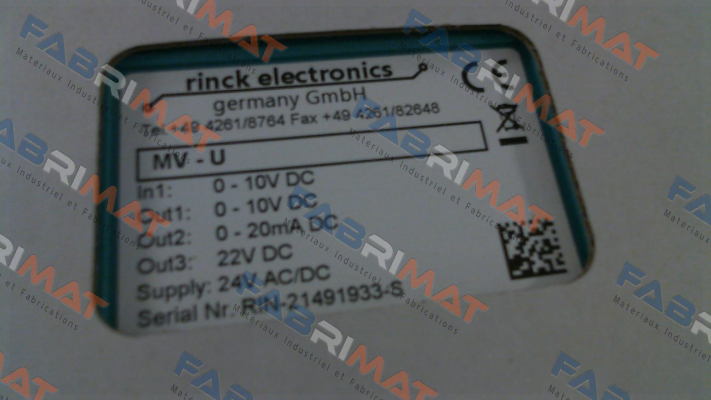 rinck electronics
germany GmbH
Tel +49 4261/8764 Fax +49 4261/82648
MV - U
In1: 0 - 10V DC
Out1: 0 - 10V DC
Out2: 0 - 20mA DC
Out3: 22V DC
Supply: 24V AC/DC
Serial Nr.: RIN-21491933-S
CE
FABRIMAT
Materiaux Industriel et Fabrications